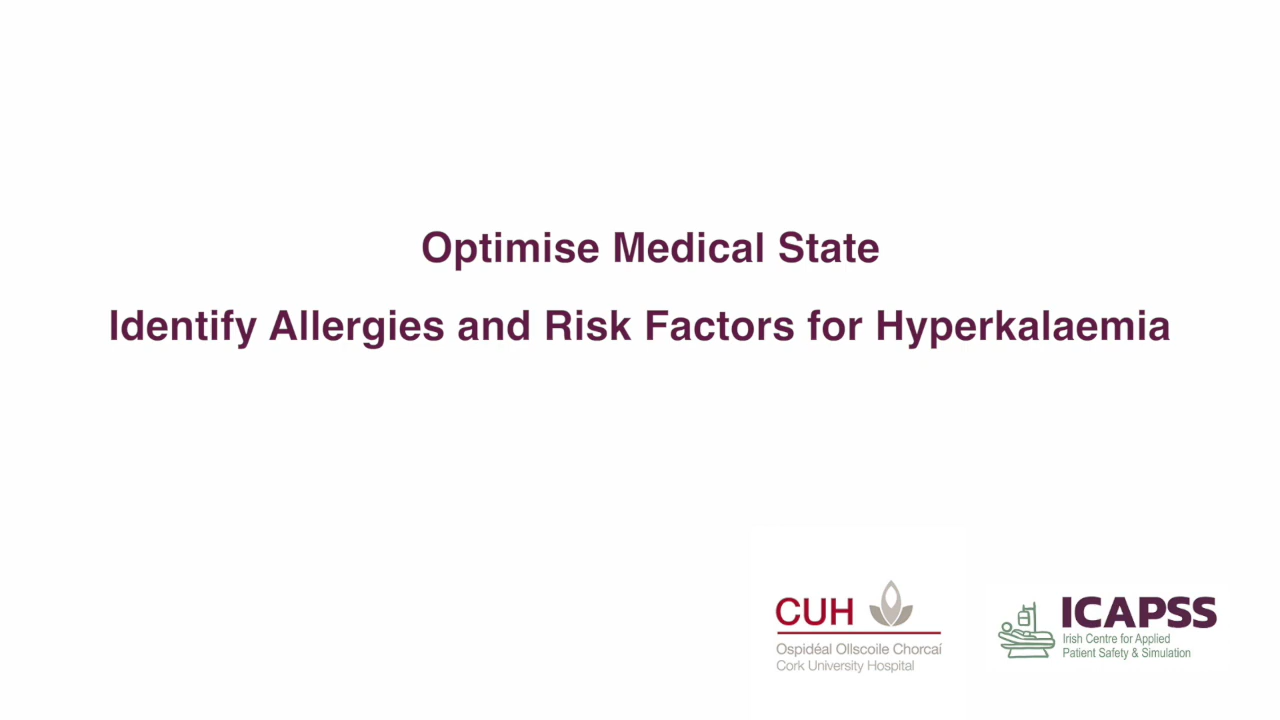 Optimise Medical State
Identify Allergies and Risk Factors for Hyperkalaemia
CUH
Ospidéal Ollscoile Chorcaí
Cork University Hospital
ICAPSS
Irish Centre for Applied
Patient Safety & Simulation